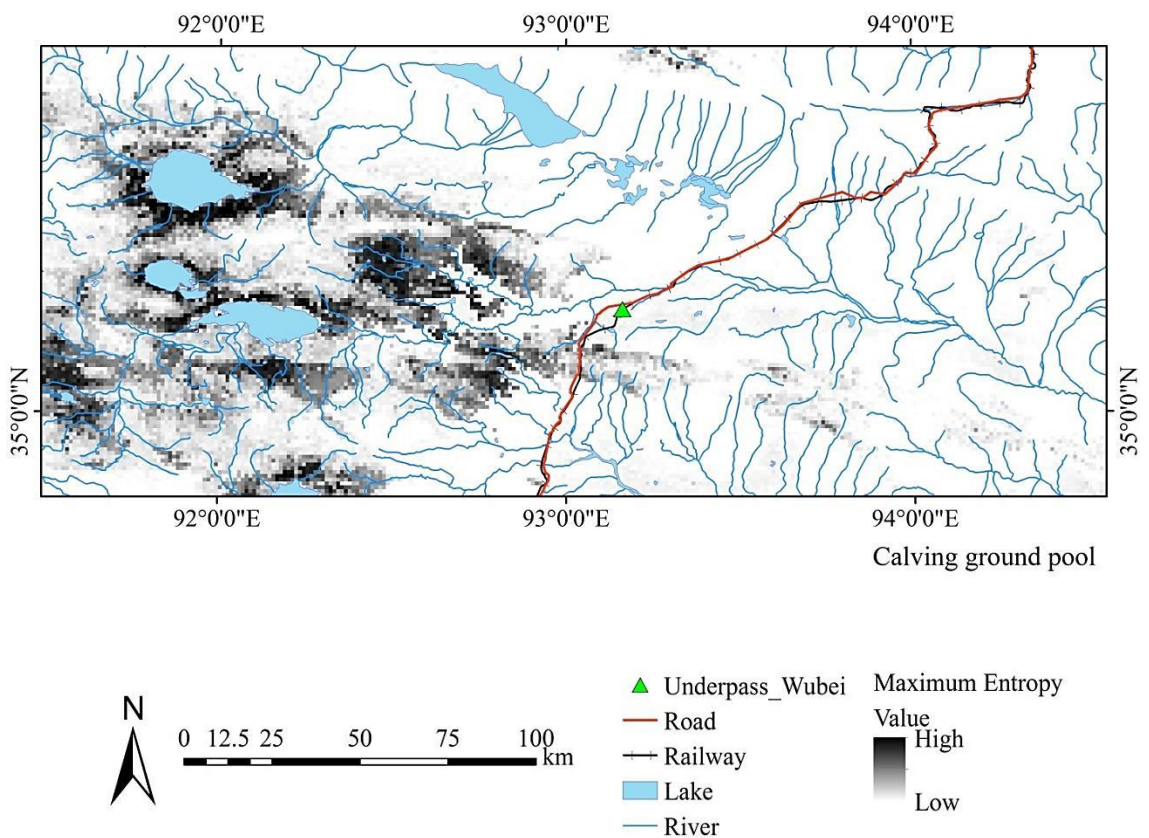 92°0'0"E 93°0'0"E 94°0'0"E
35°0'0"N
35°0'0"N
92°0'0"E 93°0'0"E 94°0'0"E
Calving ground pool
N
0 12.5 25 50 75 100
km
Underpass_Wubei
Road
Railway
Lake
River
Maximum Entropy
Value
High
Low